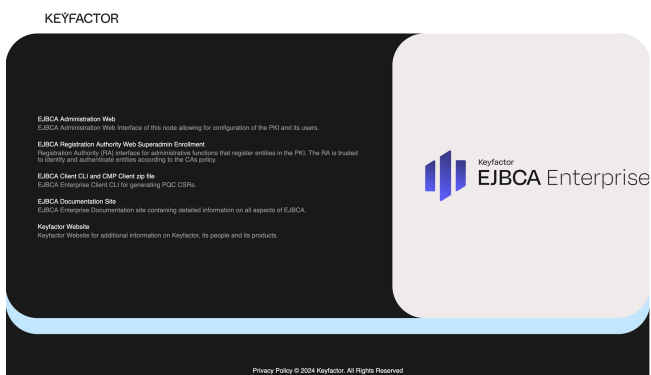 KEYFACTOR
EJBCA Administration Web
EJBCA Administration Web Interface of this node allowing for configuration of the PKI and its users.
EJBCA Registration Authority Web Superadmin Enrollment
Registration Authority (RA) interface for administrative functions that register entities in the PKI. The RA is trusted
to identify and authenticate entities according to the CAs policy.
EJBCA Client CLI and CMP Client zip file
EJBCA Enterprise Client CLI for generating PQC CSRs.
EJBCA Documentation Site
EJBCA Enterprise Documentation site containing detailed information on all aspects of EJBCA.
Keyfactor Website
Keyfactor Website for additional information on Keyfactor, its people and its products.
Keyfactor
EJBCA Enterprise
Privacy Policy © 2024 Keyfactor. All Rights Reserved